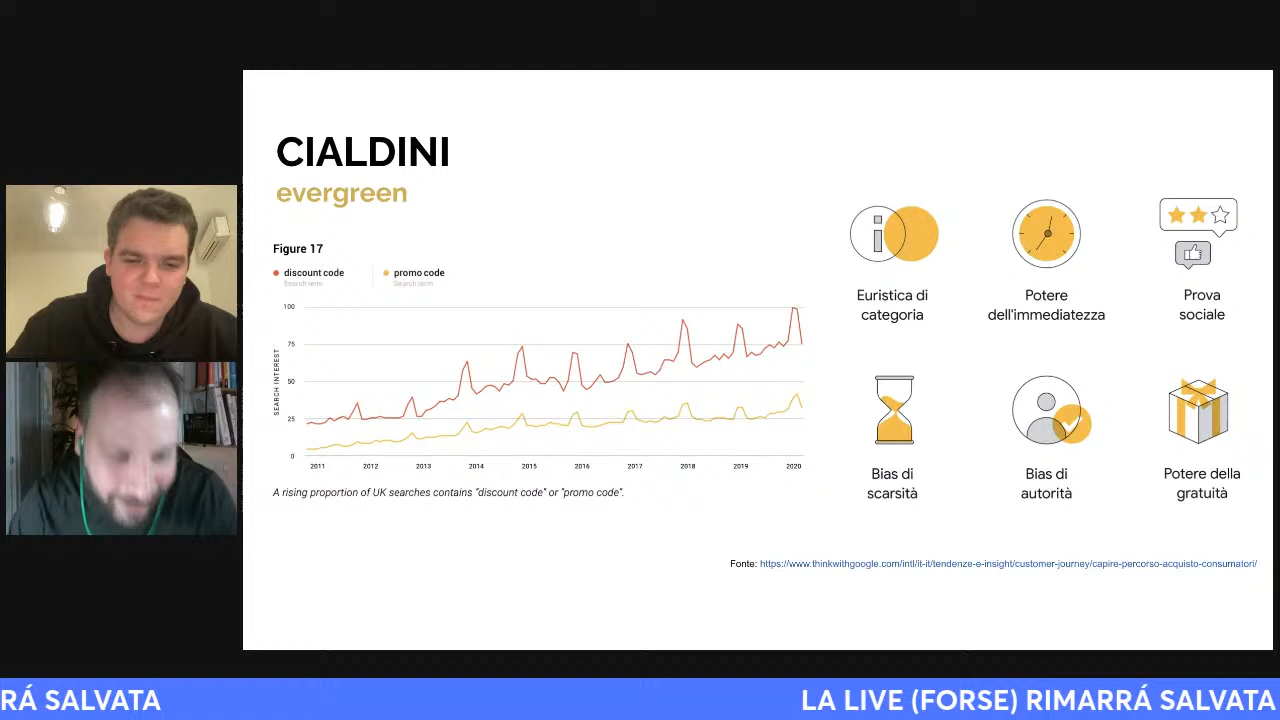 CIALDINI
evergreen
Figure 17
discount code
Search term
promo code
Search term
SEARCH INTEREST
100
75
50
25
0
2011 2012 2013 2014 2015 2016 2017 2018 2019 2020
A rising proportion of UK searches contains "discount code" or "promo code".
Euristica di
categoria
Potere
dell'immediatezza
Prova
sociale
Bias di
scarsità
Bias di
autorità
Potere della
gratuità
Fonte: https://www.thinkwithgoogle.com/intl/it-it/tendenze-e-insight/customer-journey/capire-percorso-acquisto-consumatori/
RÁ SALVATA
LA LIVE (FORSE) RIMARRÁ SALVATA